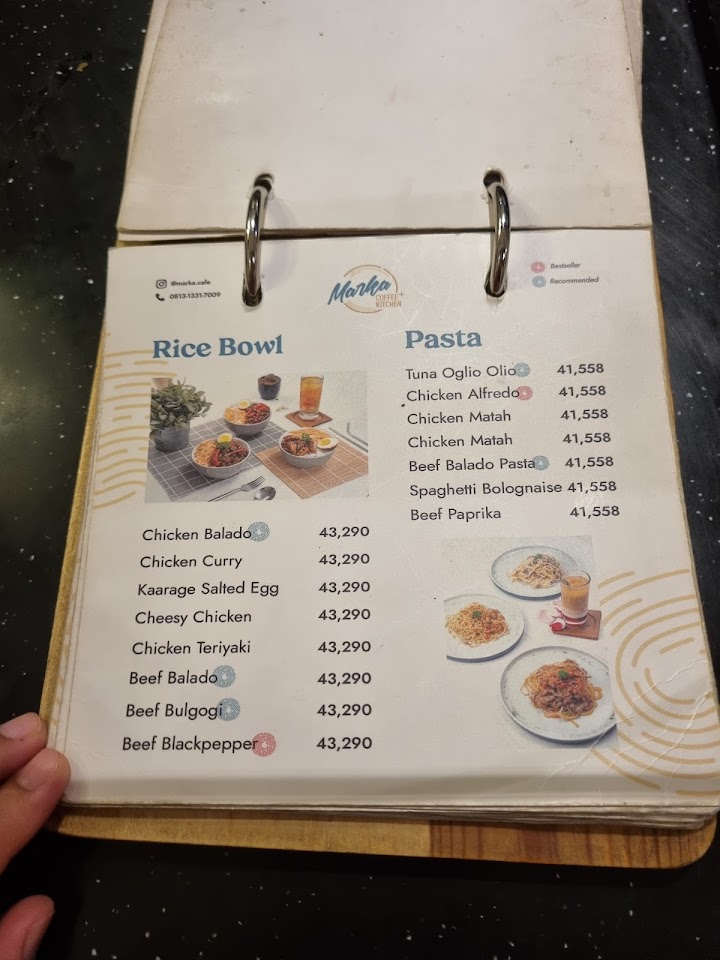 @marka.cafe
0813-1331-7009
Marka
COFFEE +
KITCHEN
Bestseller
Recommended
Rice Bowl
Chicken Balado 43,290
Chicken Curry 43,290
Kaarage Salted Egg 43,290
Cheesy Chicken 43,290
Chicken Teriyaki 43,290
Beef Balado 43,290
Beef Bulgogi 43,290
Beef Blackpepper 43,290
Pasta
Tuna Oglio Olio 41,558
Chicken Alfredo 41,558
Chicken Matah 41,558
Chicken Matah 41,558
Beef Balado Pasta 41,558
Spaghetti Bolognaise 41,558
Beef Paprika 41,558